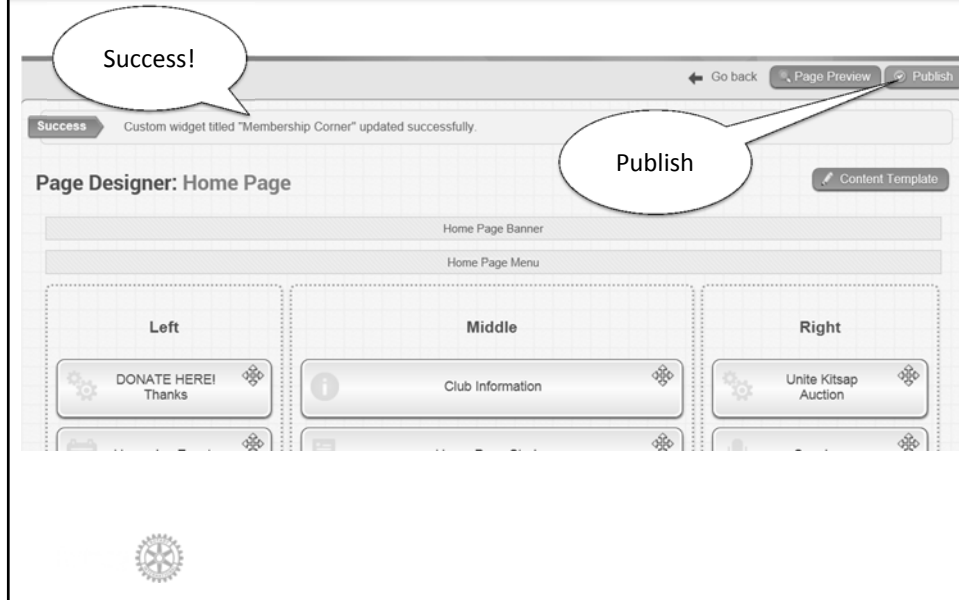 Success!
Go back
Page Preview
Publish
Success
Custom widget titled "Membership Corner" updated successfully.
Publish
Page Designer: Home Page
Content Template
Home Page Banner
Home Page Menu
Left
Middle
Right
DONATE HERE!
Thanks
Club Information
Unite Kitsap
Auction